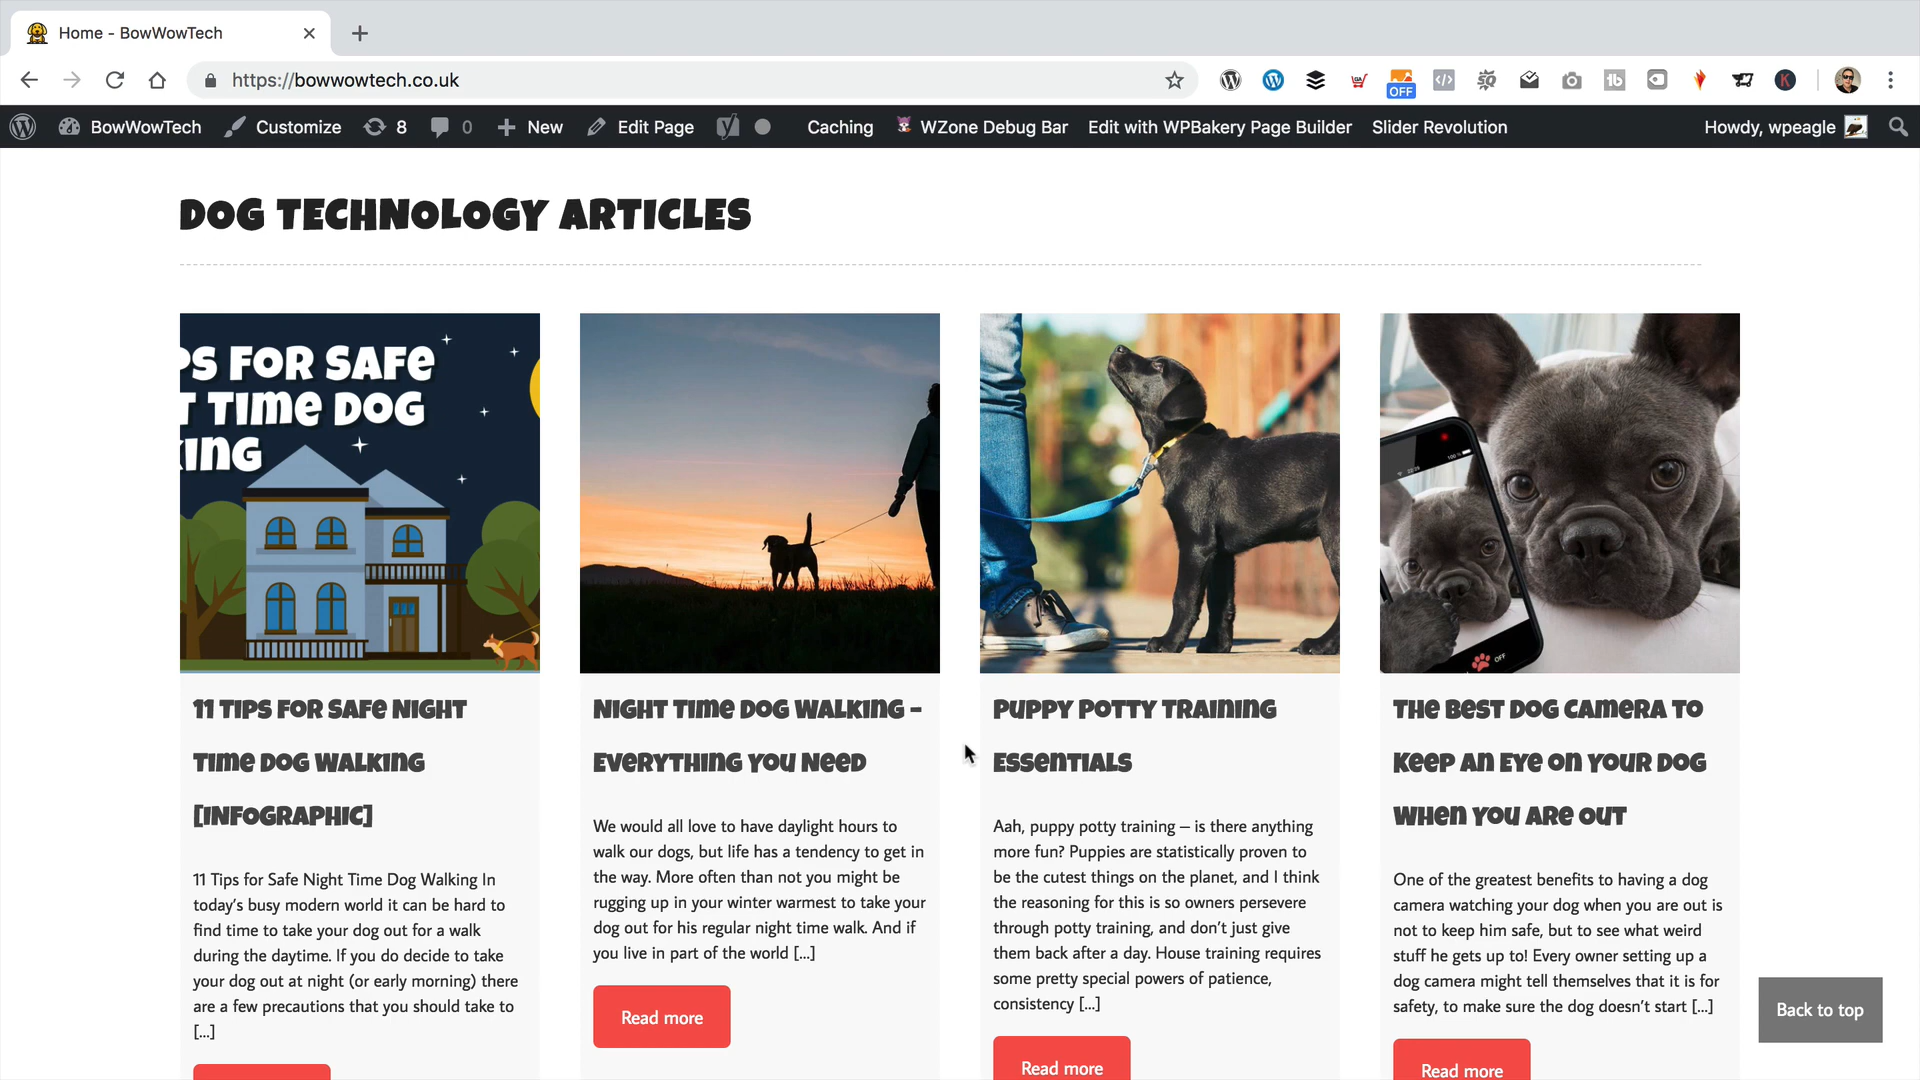 Home - BowWowTech
https://bowwowtech.co.uk
OFF
BowWowTech
Customize
8
0
New
Edit Page
Caching
WZone Debug Bar
Edit with WPBakery Page Builder
Slider Revolution
Howdy, wpeagle
DOG TECHNOLOGY ARTICLES
PS FOR SAFE
T TIME DOG
KING
11 TIPS FOR SAFE NIGHT
TIME DOG WALKING
[INFOGRAPHIC]
11 Tips for Safe Night Time Dog Walking In
today’s busy modern world it can be hard to
find time to take your dog out for a walk
during the daytime. If you do decide to take
your dog out at night (or early morning) there
are a few precautions that you should take to
[...]
NIGHT TIME DOG WALKING –
EVERYTHING YOU NEED
We would all love to have daylight hours to
walk our dogs, but life has a tendency to get in
the way. More often than not you might be
rugging up in your winter warmest to take your
dog out for his regular night time walk. And if
you live in part of the world [...]
Read more
PUPPY POTTY TRAINING
ESSENTIALS
Aah, puppy potty training – is there anything
more fun? Puppies are statistically proven to
be the cutest things on the planet, and I think
the reasoning for this is so owners persevere
through potty training, and don’t just give
them back after a day. House training requires
some pretty special powers of patience,
consistency [...]
Read more
OFF
THE BEST DOG CAMERA TO
KEEP AN EYE ON YOUR DOG
WHEN YOU ARE OUT
One of the greatest benefits to having a dog
camera watching your dog when you are out is
not to keep him safe, but to see what weird
stuff he gets up to! Every owner setting up a
dog camera might tell themselves that it is for
safety, to make sure the dog doesn’t start [...]
Read more
Back to top